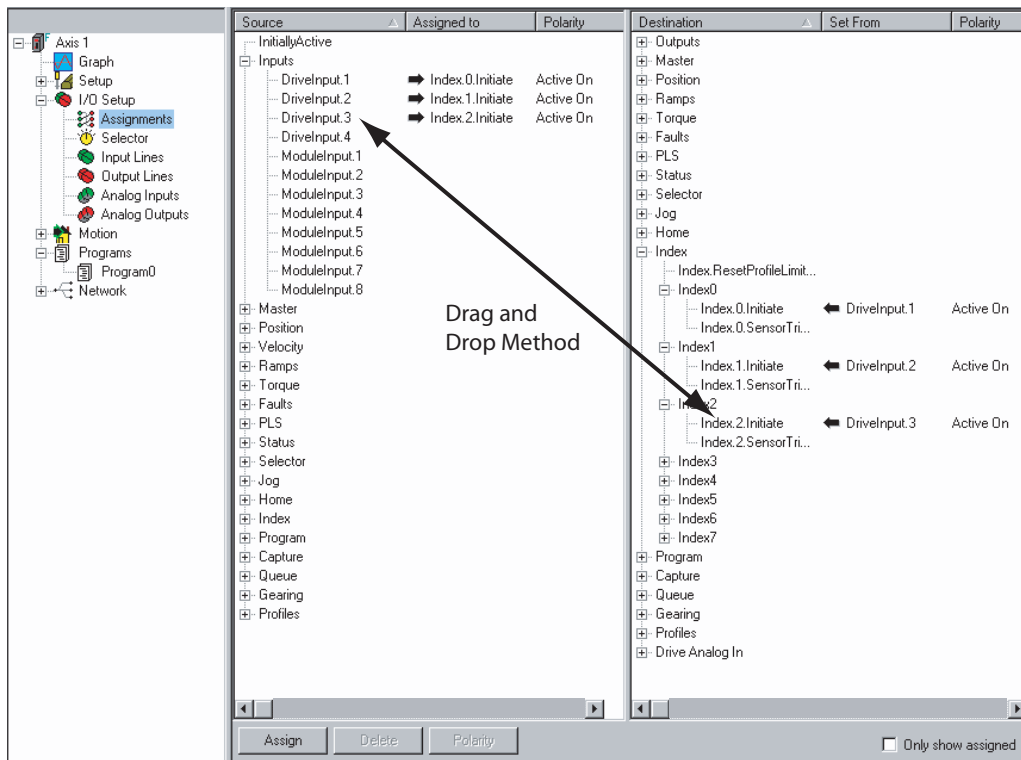 Axis 1
Graph
Setup
I/O Setup
Assignments
Selector
Input Lines
Output Lines
Analog Inputs
Analog Outputs
Motion
Programs
Program0
Network
Source Assigned to Polarity
InitiallyActive
Inputs
DriveInput.1 Index.0.Initiate Active On
DriveInput.2 Index.1.Initiate Active On
DriveInput.3 Index.2.Initiate Active On
DriveInput.4
ModuleInput.1
ModuleInput.2
ModuleInput.3
ModuleInput.4
ModuleInput.5
ModuleInput.6
ModuleInput.7
ModuleInput.8
Master
Position
Velocity
Ramps
Torque
Faults
PLS
Status
Selector
Jog
Home
Index
Program
Capture
Queue
Gearing
Profiles
Drag and
Drop Method
Destination Set From Polarity
Outputs
Master
Position
Ramps
Torque
Faults
PLS
Status
Selector
Jog
Home
Index
Index.ResetProfileLimit...
Index0
Index.0.Initiate DriveInput.1 Active On
Index.0.SensorTri...
Index1
Index.1.Initiate DriveInput.2 Active On
Index.1.SensorTri...
Index2
Index.2.Initiate DriveInput.3 Active On
Index.2.SensorTri...
Index3
Index4
Index5
Index6
Index7
Program
Capture
Queue
Gearing
Profiles
Drive Analog In
Assign Delete Polarity
Only show assigned